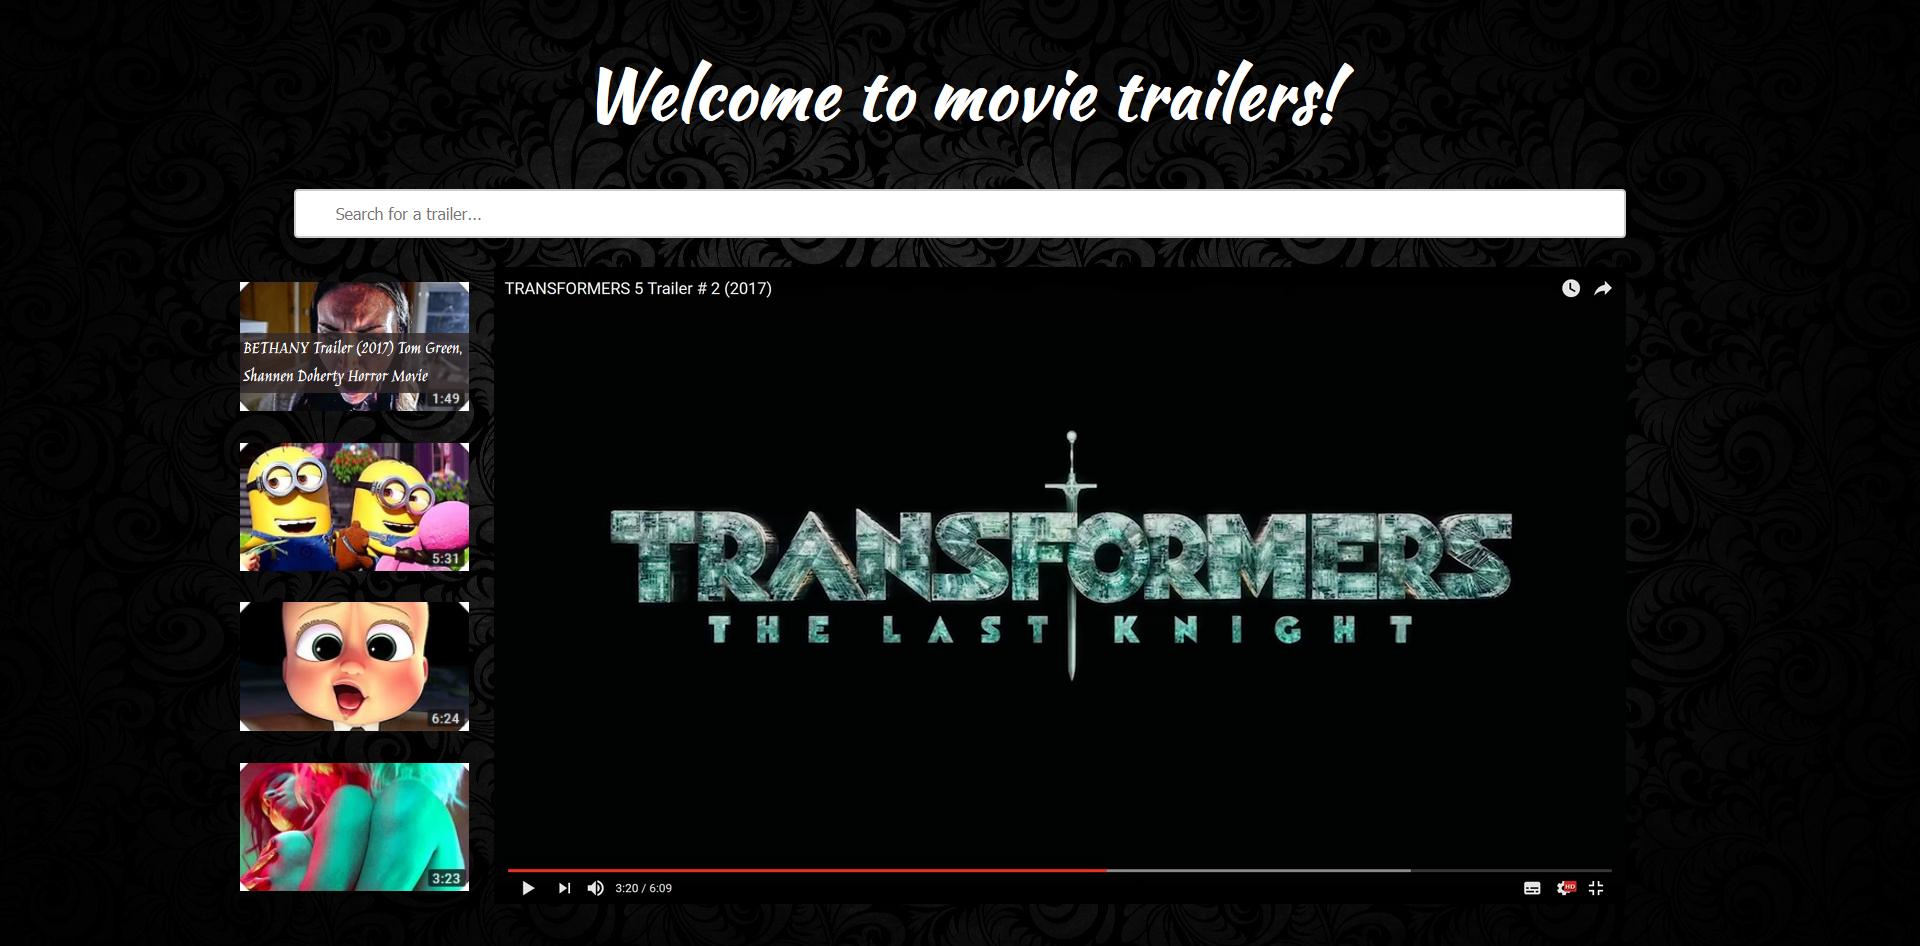 Welcome to movie trailers!
Search for a trailer...
BETHANY Trailer (2017) Tom Green,
Shannen Doherty Horror Movie
1:49
5:31
6:24
3:23
TRANSFORMERS 5 Trailer # 2 (2017)
TRANSFORMERS
THE LAST KNIGHT
3:20 / 6:09
HD